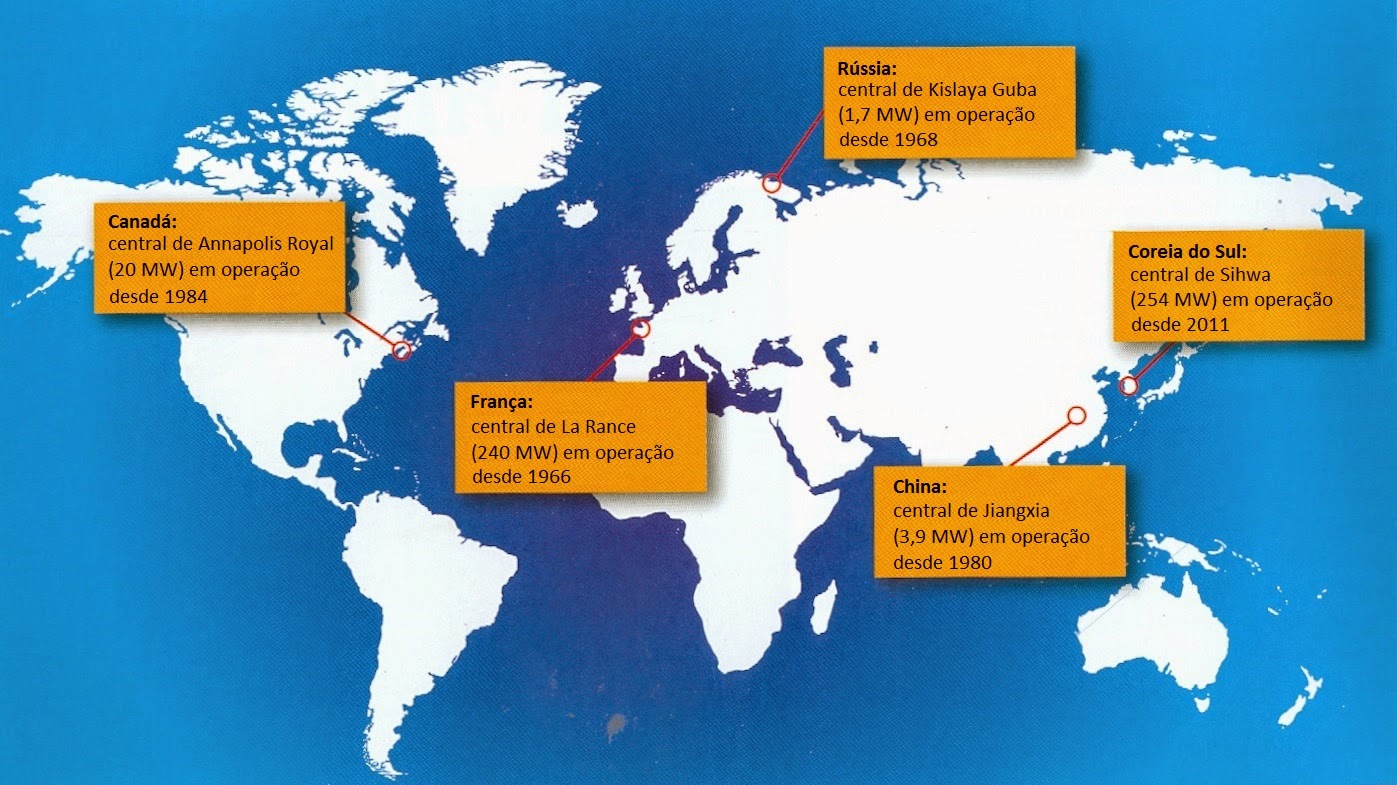 Rússia:
central de Kislaya Guba
(1,7 MW) em operação
desde 1968
Canadá:
central de Annapolis Royal
(20 MW) em operação
desde 1984
Coreia do Sul:
central de Sihwa
(254 MW) em operação
desde 2011
França:
central de La Rance
(240 MW) em operação
desde 1966
China:
central de Jiangxia
(3,9 MW) em operação
desde 1980